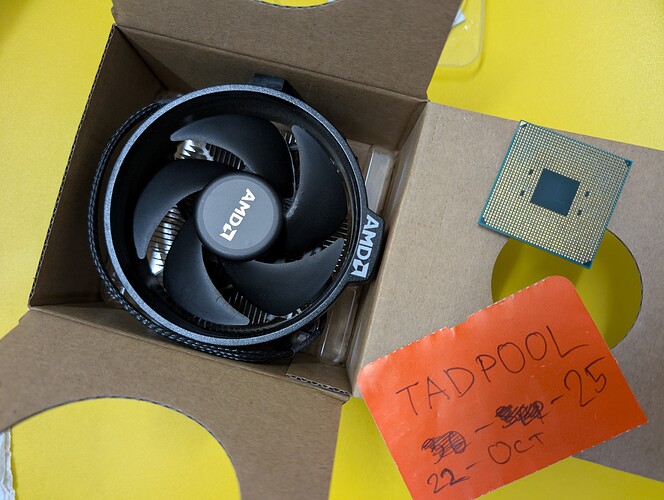 AMD
AMD
TADPOOL
- - 25
22 - OCT